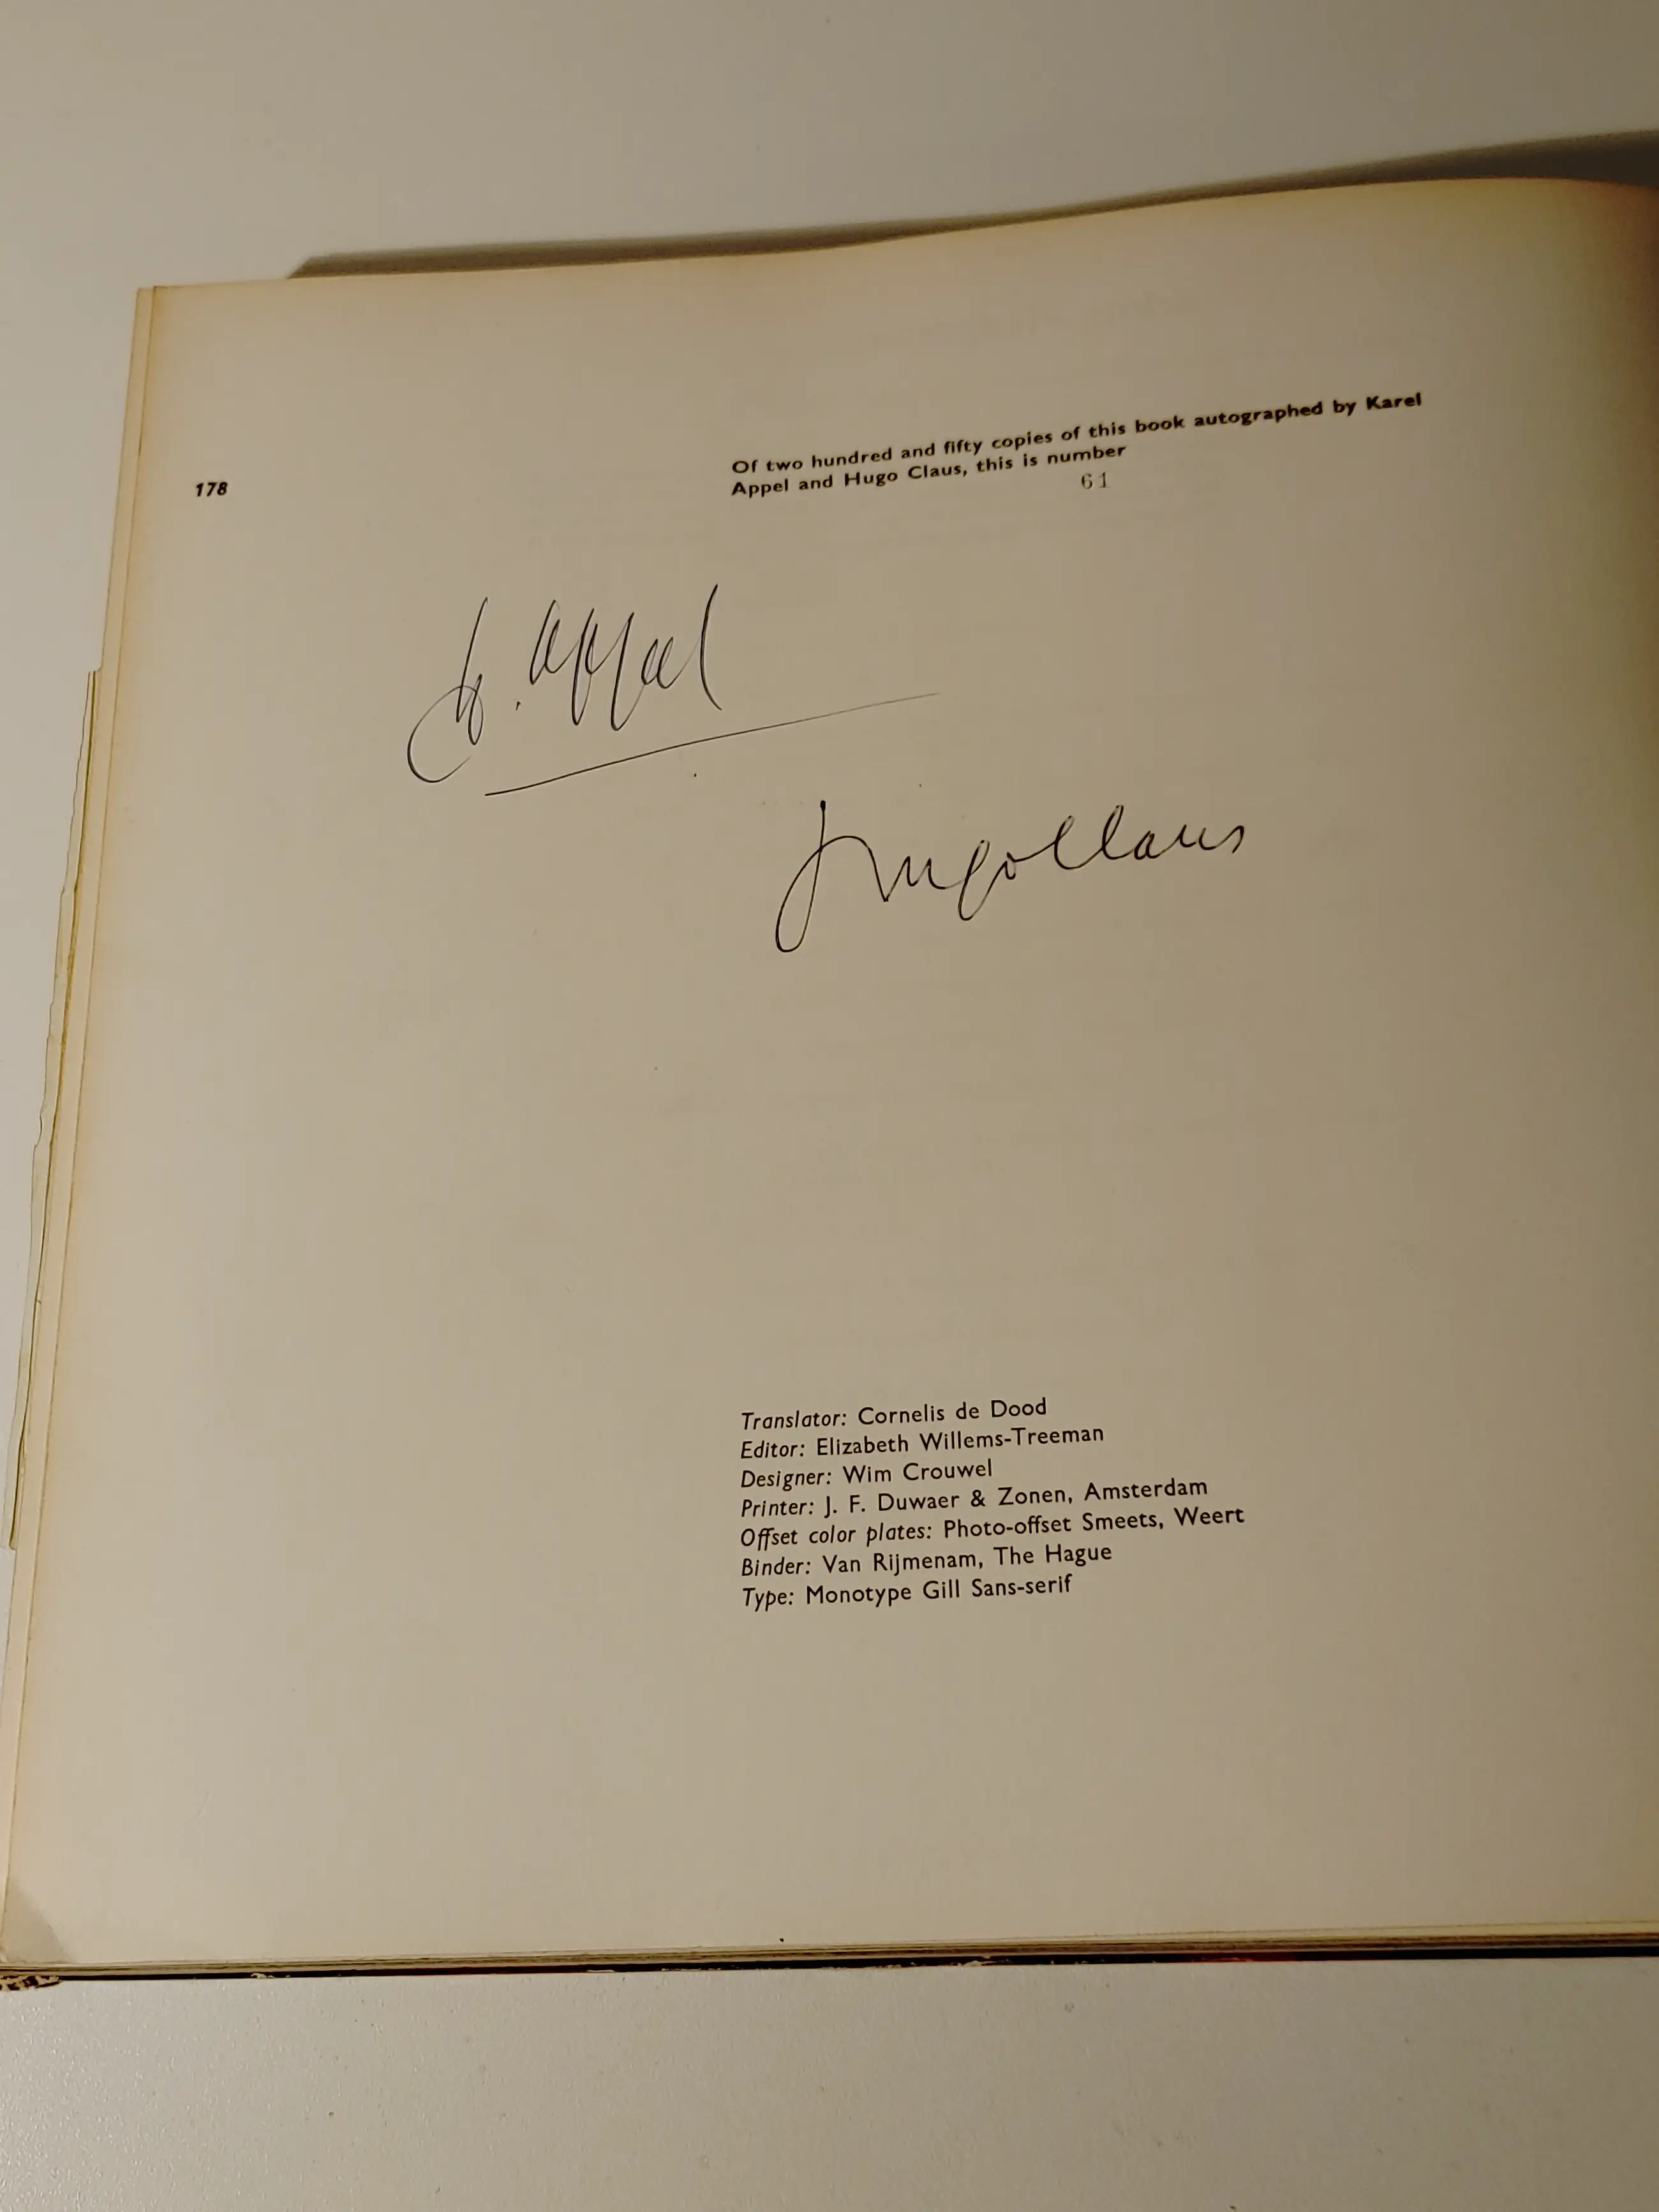 178
Of two hundred and fifty copies of this book autographed by Karel
Appel and Hugo Claus, this is number
61
K. Appel
Hugo Claus
Translator: Cornelis de Dood
Editor: Elizabeth Willems-Treeman
Designer: Wim Crouwel
Printer: J. F. Duwaer & Zonen, Amsterdam
Offset color plates: Photo-offset Smeets, Weert
Binder: Van Rijmenam, The Hague
Type: Monotype Gill Sans-serif